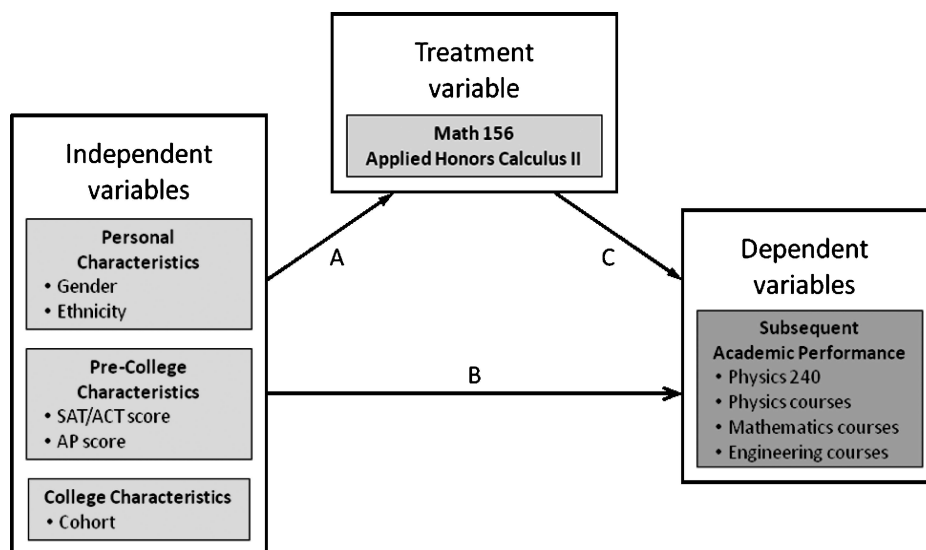 Treatment
variable
Math 156
Applied Honors Calculus II
Independent
variables
Personal
Characteristics
• Gender
• Ethnicity
Pre-College
Characteristics
• SAT/ACT score
• AP score
College Characteristics
• Cohort
A
B
C
Dependent
variables
Subsequent
Academic Performance
• Physics 240
• Physics courses
• Mathematics courses
• Engineering courses